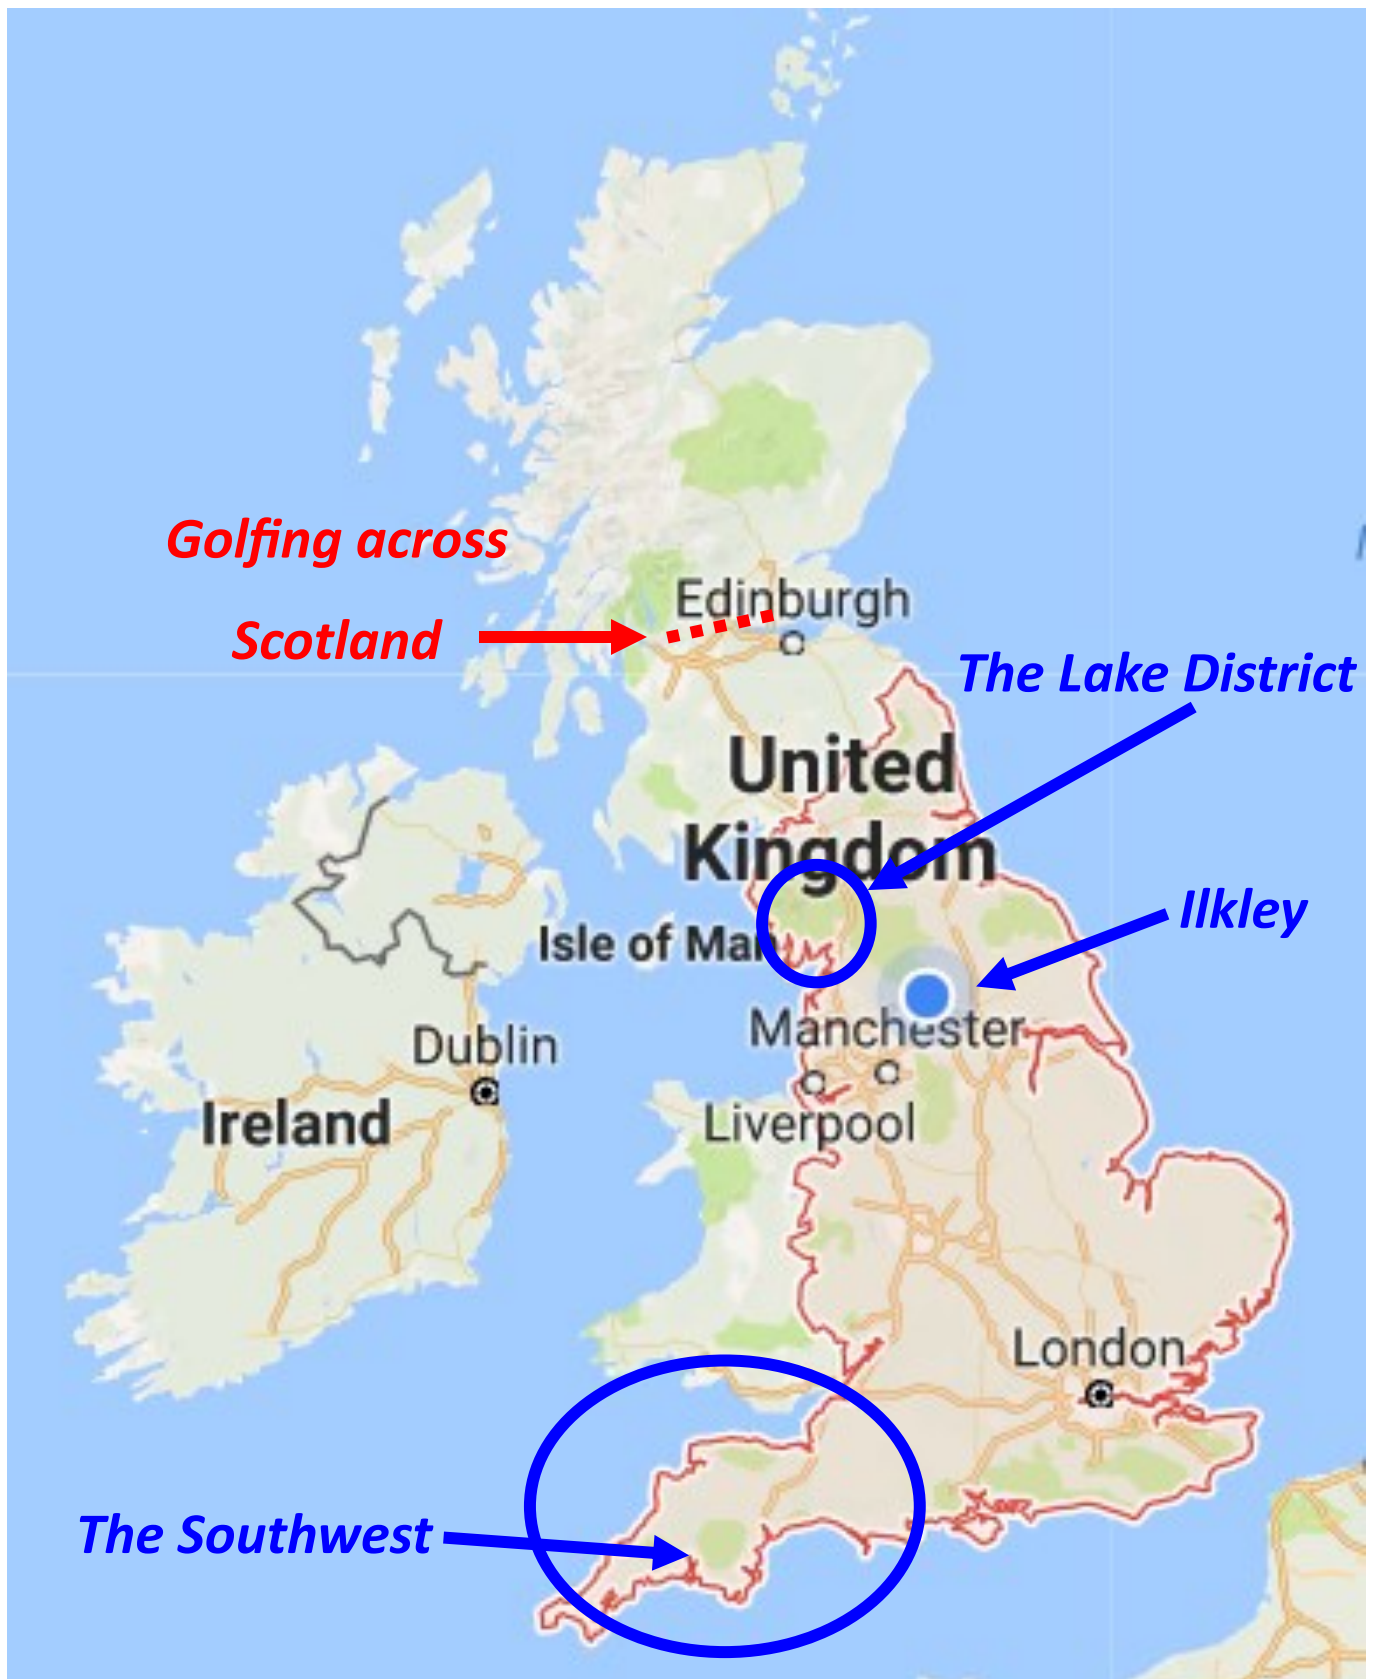 Golfing across
Scotland
Edinburgh
The Lake District
United
Kingdom
Ilkley
Isle of Man
Manchester
Dublin
Ireland
Liverpool
London
The Southwest